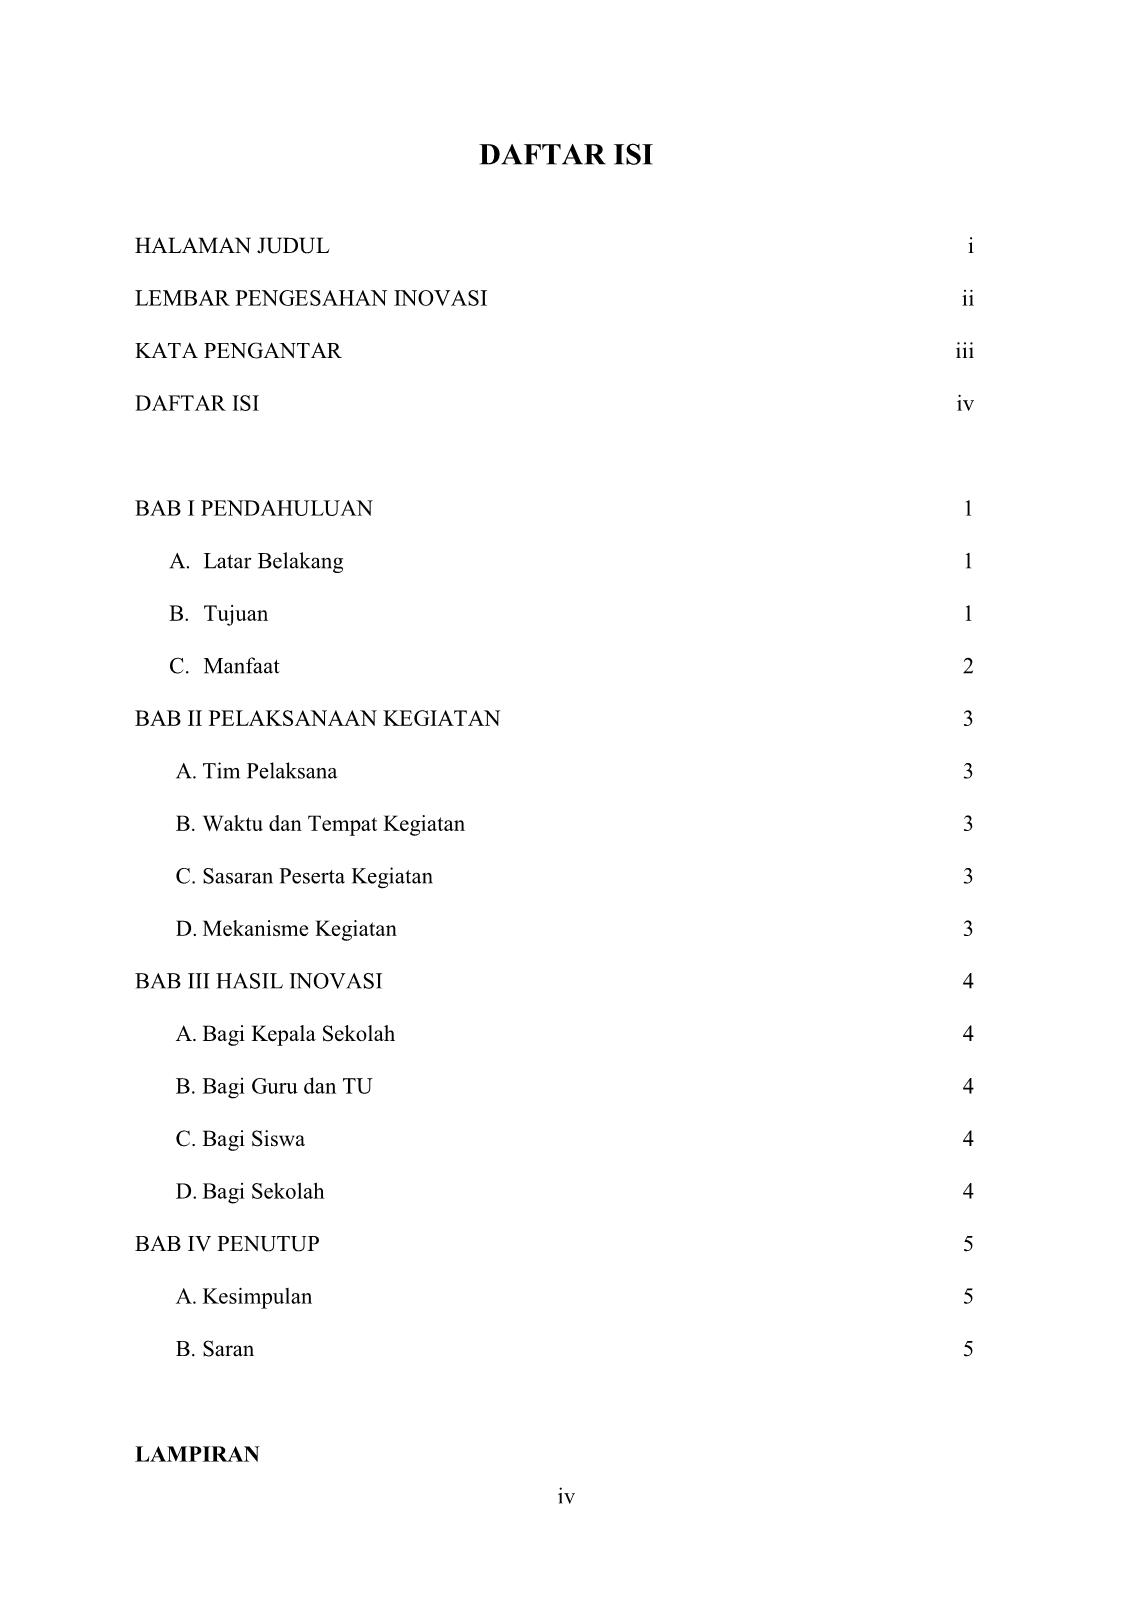 DAFTAR ISI
HALAMAN JUDUL i
LEMBAR PENGESAHAN INOVASI ii
KATA PENGANTAR iii
DAFTAR ISI iv
BAB I PENDAHULUAN 1
A. Latar Belakang 1
B. Tujuan 1
C. Manfaat 2
BAB II PELAKSANAAN KEGIATAN 3
A. Tim Pelaksana 3
B. Waktu dan Tempat Kegiatan 3
C. Sasaran Peserta Kegiatan 3
D. Mekanisme Kegiatan 3
BAB III HASIL INOVASI 4
A. Bagi Kepala Sekolah 4
B. Bagi Guru dan TU 4
C. Bagi Siswa 4
D. Bagi Sekolah 4
BAB IV PENUTUP 5
A. Kesimpulan 5
B. Saran 5
LAMPIRAN
iv